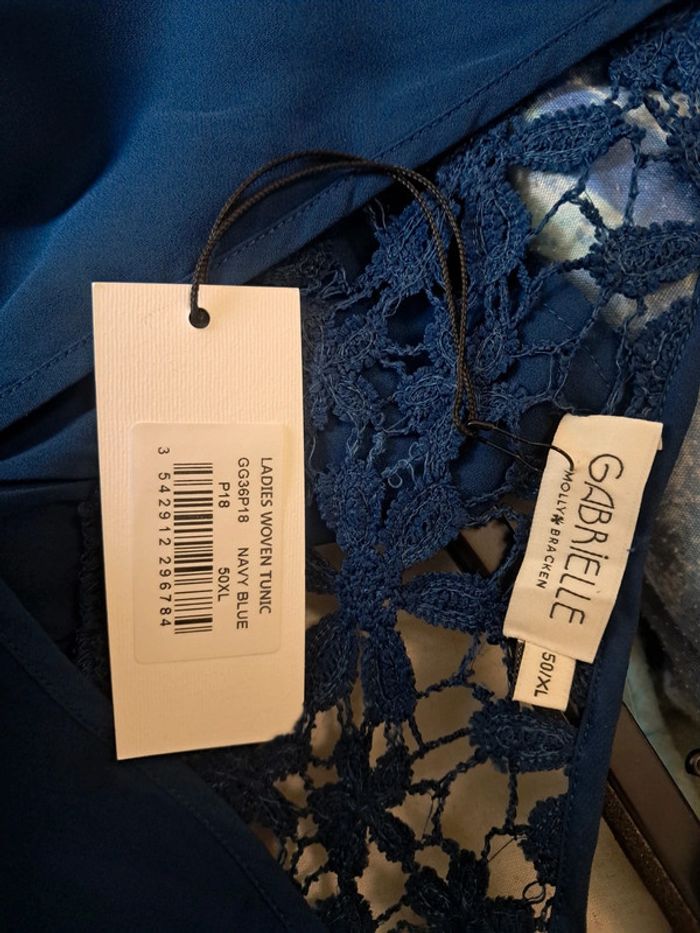 LADIES WOVEN TUNIC
GG36P18 NAVY BLUE
P18 50XL
3 542912 296784
GABRiELLE
MOLLY BRACKEN
50/XL